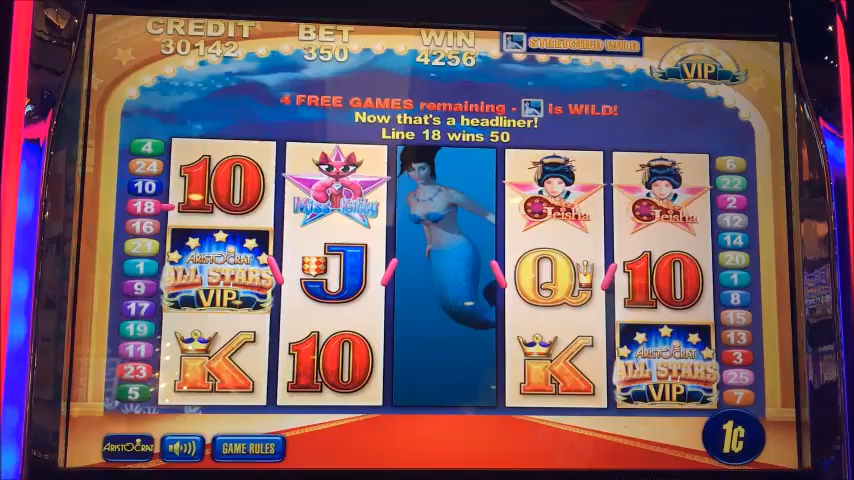 CREDIT BET WIN
30142 350 4256
STRETCHED WILD
VIP
4 FREE GAMES remaining - is WILD!
Now that's a headliner!
Line 18 wins 50
4
24
10
18
16
21
1
9
17
19
11
23
5
10
ARISTOCRAT
ALL STARS
VIP
K
Miss Kitty
J
10
Geisha
Q
K
Geisha
10
ARISTOCRAT
ALL STARS
VIP
6
22
2
12
14
20
1
8
15
13
3
25
7
ARISTOCRAT
GAME RULES
1¢